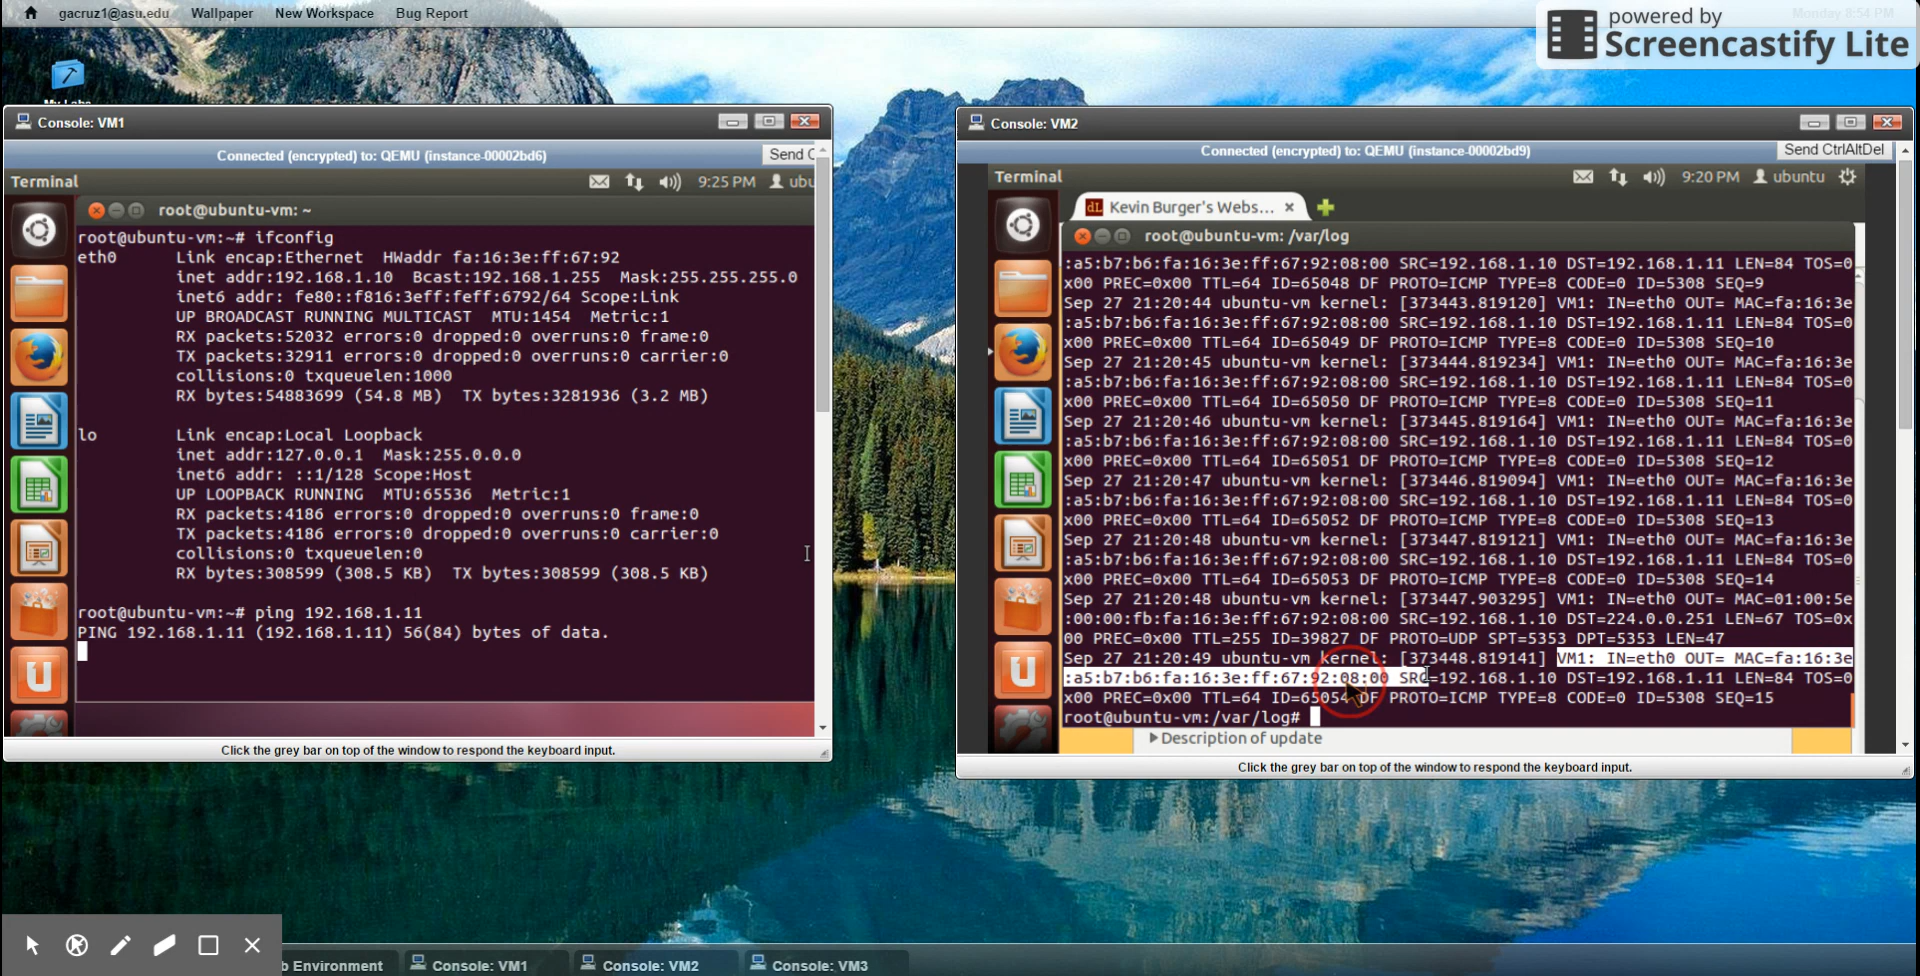 gacruz1@asu.edu Wallpaper New Workspace Bug Report
Monday 8:54 PM
powered by
Screencastify Lite
Console: VM1
Connected (encrypted) to: QEMU (instance-00002bd6)
Send C
Terminal 9:25 PM ubu
root@ubuntu-vm: ~
root@ubuntu-vm:~# ifconfig
eth0 Link encap:Ethernet HWaddr fa:16:3e:ff:67:92
inet addr:192.168.1.10 Bcast:192.168.1.255 Mask:255.255.255.0
inet6 addr: fe80::f816:3eff:feff:6792/64 Scope:Link
UP BROADCAST RUNNING MULTICAST MTU:1454 Metric:1
RX packets:52032 errors:0 dropped:0 overruns:0 frame:0
TX packets:32911 errors:0 dropped:0 overruns:0 carrier:0
collisions:0 txqueuelen:1000
RX bytes:54883699 (54.8 MB) TX bytes:3281936 (3.2 MB)
lo Link encap:Local Loopback
inet addr:127.0.0.1 Mask:255.0.0.0
inet6 addr: ::1/128 Scope:Host
UP LOOPBACK RUNNING MTU:65536 Metric:1
RX packets:4186 errors:0 dropped:0 overruns:0 frame:0
TX packets:4186 errors:0 dropped:0 overruns:0 carrier:0
collisions:0 txqueuelen:0
RX bytes:308599 (308.5 KB) TX bytes:308599 (308.5 KB)
root@ubuntu-vm:~# ping 192.168.1.11
PING 192.168.1.11 (192.168.1.11) 56(84) bytes of data.
Click the grey bar on top of the window to respond the keyboard input.
Console: VM2
Connected (encrypted) to: QEMU (instance-00002bd9)
Send CtrlAltDel
Terminal 9:20 PM ubuntu
dL Kevin Burger's Webs...
root@ubuntu-vm: /var/log
:a5:b7:b6:fa:16:3e:ff:67:92:08:00 SRC=192.168.1.10 DST=192.168.1.11 LEN=84 TOS=0
x00 PREC=0x00 TTL=64 ID=65048 DF PROTO=ICMP TYPE=8 CODE=0 ID=5308 SEQ=9
Sep 27 21:20:44 ubuntu-vm kernel: [373443.819120] VM1: IN=eth0 OUT= MAC=fa:16:3e
:a5:b7:b6:fa:16:3e:ff:67:92:08:00 SRC=192.168.1.10 DST=192.168.1.11 LEN=84 TOS=0
x00 PREC=0x00 TTL=64 ID=65049 DF PROTO=ICMP TYPE=8 CODE=0 ID=5308 SEQ=10
Sep 27 21:20:45 ubuntu-vm kernel: [373444.819234] VM1: IN=eth0 OUT= MAC=fa:16:3e
:a5:b7:b6:fa:16:3e:ff:67:92:08:00 SRC=192.168.1.10 DST=192.168.1.11 LEN=84 TOS=0
x00 PREC=0x00 TTL=64 ID=65050 DF PROTO=ICMP TYPE=8 CODE=0 ID=5308 SEQ=11
Sep 27 21:20:46 ubuntu-vm kernel: [373445.819164] VM1: IN=eth0 OUT= MAC=fa:16:3e
:a5:b7:b6:fa:16:3e:ff:67:92:08:00 SRC=192.168.1.10 DST=192.168.1.11 LEN=84 TOS=0
x00 PREC=0x00 TTL=64 ID=65051 DF PROTO=ICMP TYPE=8 CODE=0 ID=5308 SEQ=12
Sep 27 21:20:47 ubuntu-vm kernel: [373446.819094] VM1: IN=eth0 OUT= MAC=fa:16:3e
:a5:b7:b6:fa:16:3e:ff:67:92:08:00 SRC=192.168.1.10 DST=192.168.1.11 LEN=84 TOS=0
x00 PREC=0x00 TTL=64 ID=65052 DF PROTO=ICMP TYPE=8 CODE=0 ID=5308 SEQ=13
Sep 27 21:20:48 ubuntu-vm kernel: [373447.819121] VM1: IN=eth0 OUT= MAC=fa:16:3e
:a5:b7:b6:fa:16:3e:ff:67:92:08:00 SRC=192.168.1.10 DST=192.168.1.11 LEN=84 TOS=0
x00 PREC=0x00 TTL=64 ID=65053 DF PROTO=ICMP TYPE=8 CODE=0 ID=5308 SEQ=14
Sep 27 21:20:48 ubuntu-vm kernel: [373447.903295] VM1: IN=eth0 OUT= MAC=01:00:5e
:00:00:fb:fa:16:3e:ff:67:92:08:00 SRC=192.168.1.10 DST=224.0.0.251 LEN=67 TOS=0x
00 PREC=0x00 TTL=255 ID=39827 DF PROTO=UDP SPT=5353 DPT=5353 LEN=47
Sep 27 21:20:49 ubuntu-vm kernel: [373448.819141] VM1: IN=eth0 OUT= MAC=fa:16:3e
:a5:b7:b6:fa:16:3e:ff:67:92:08:00 SRC=192.168.1.10 DST=192.168.1.11 LEN=84 TOS=0
x00 PREC=0x00 TTL=64 ID=65054 DF PROTO=ICMP TYPE=8 CODE=0 ID=5308 SEQ=15
root@ubuntu-vm:/var/log#
Description of update
Click the grey bar on top of the window to respond the keyboard input.
b Environment Console: VM1 Console: VM2 Console: VM3